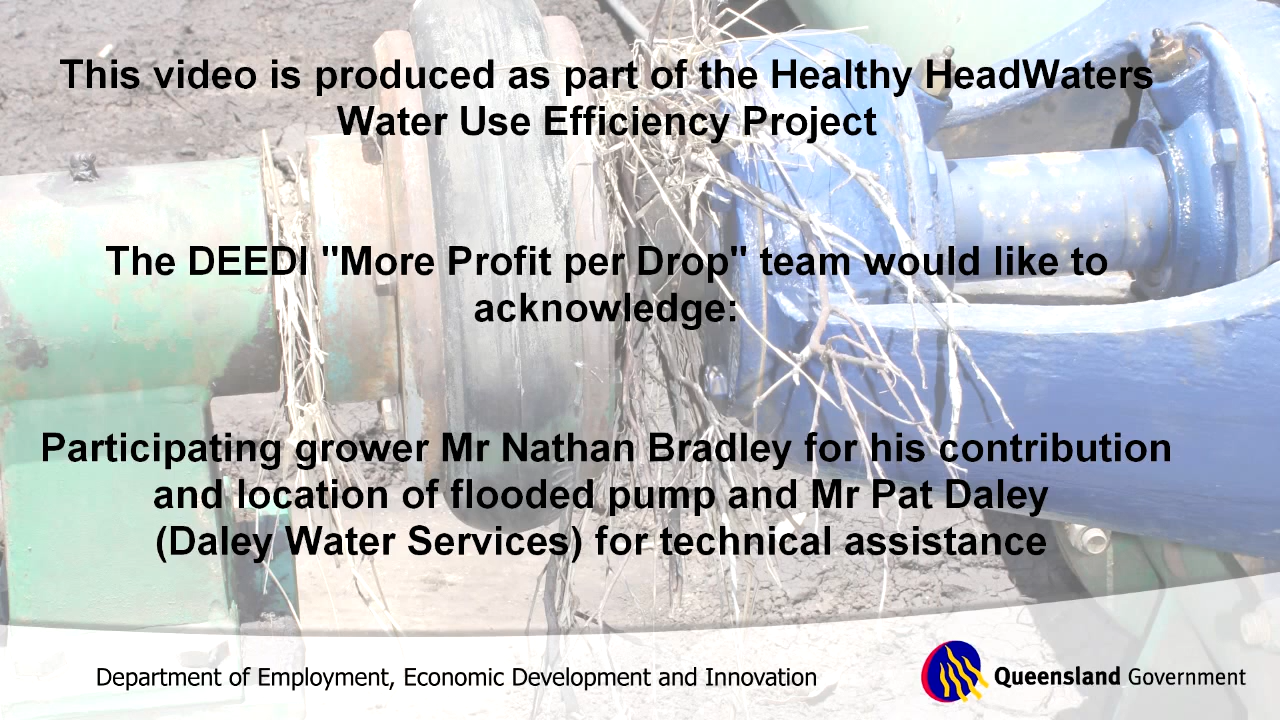 This video is produced as part of the Healthy HeadWaters
Water Use Efficiency Project
The DEEDI "More Profit per Drop" team would like to
acknowledge:
Participating grower Mr Nathan Bradley for his contribution
and location of flooded pump and Mr Pat Daley
(Daley Water Services) for technical assistance
Department of Employment, Economic Development and Innovation
Queensland Government